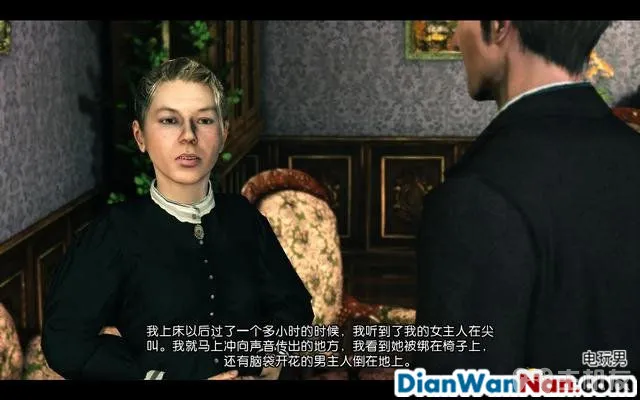 我上床以后过了一个多小时的时候，我听到了我的女主人在尖
叫。我就马上冲向声音传出的地方，我看到她被绑在椅子上，
还有脑袋开花的男主人倒在地上。
电玩男
DianWanNan.com